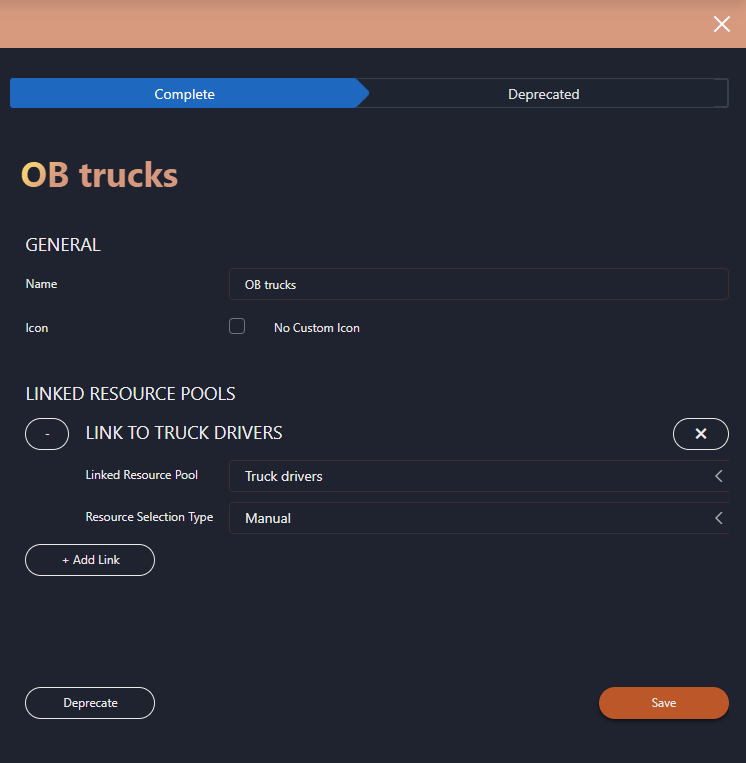 Complete
Deprecated
OB trucks
GENERAL
Name
OB trucks
Icon
No Custom Icon
LINKED RESOURCE POOLS
-
LINK TO TRUCK DRIVERS
Linked Resource Pool
Truck drivers
Resource Selection Type
Manual
+ Add Link
Deprecate
Save